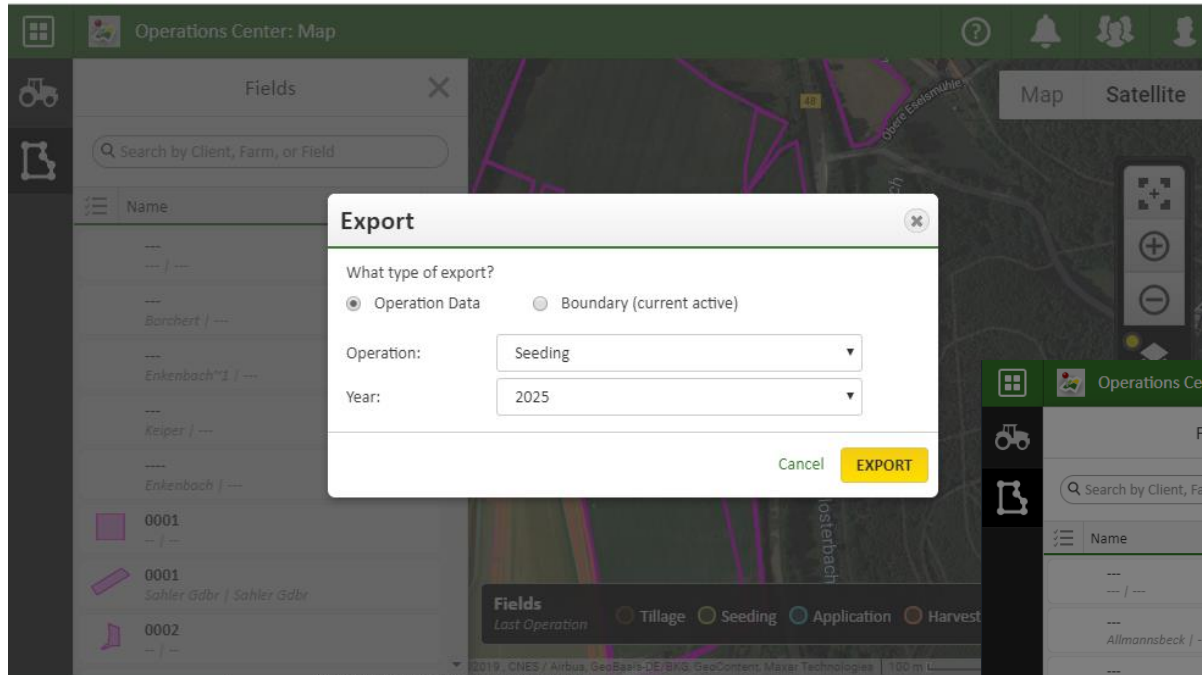 Operations Center: Map
Fields
Search by Client, Farm, or Field
Name
---
--- / ---
---
Borchert / ---
---
Enkenbach~1 / ---
---
Keiper / ---
----
Enkenbach / ---
0001
-- / --
0001
Sahler Gdbr / Sahler Gdbr
0002
-- / --
48
Obere Eselsmühle
Map
Satellite
Export
What type of export?
Operation Data
Boundary (current active)
Operation:
Seeding
Year:
2025
Cancel
EXPORT
losterbach
Fields
Last Operation
Tillage
Seeding
Application
Harvest
2019 , CNES / Airbus, GeoBasis-DE/BKG, GeoContent, Maxar Technologies
100 m
Operations Ce
F
Search by Client, Fa
Name
---
--- / ---
---
Allmannsbeck / -
---